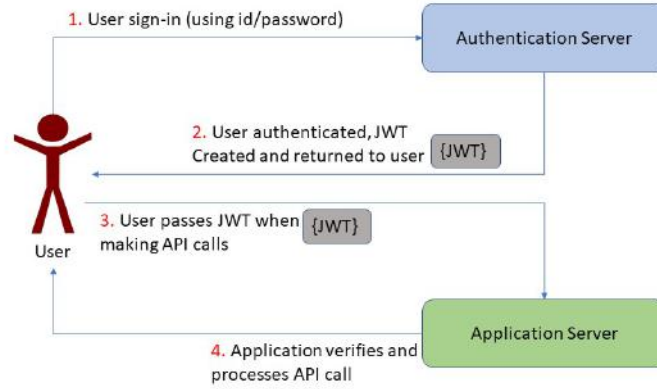 1. User sign-in (using id/password)
Authentication Server
2. User authenticated, JWT
Created and returned to user {JWT}
3. User passes JWT when
making API calls {JWT}
User
Application Server
4. Application verifies and
processes API call